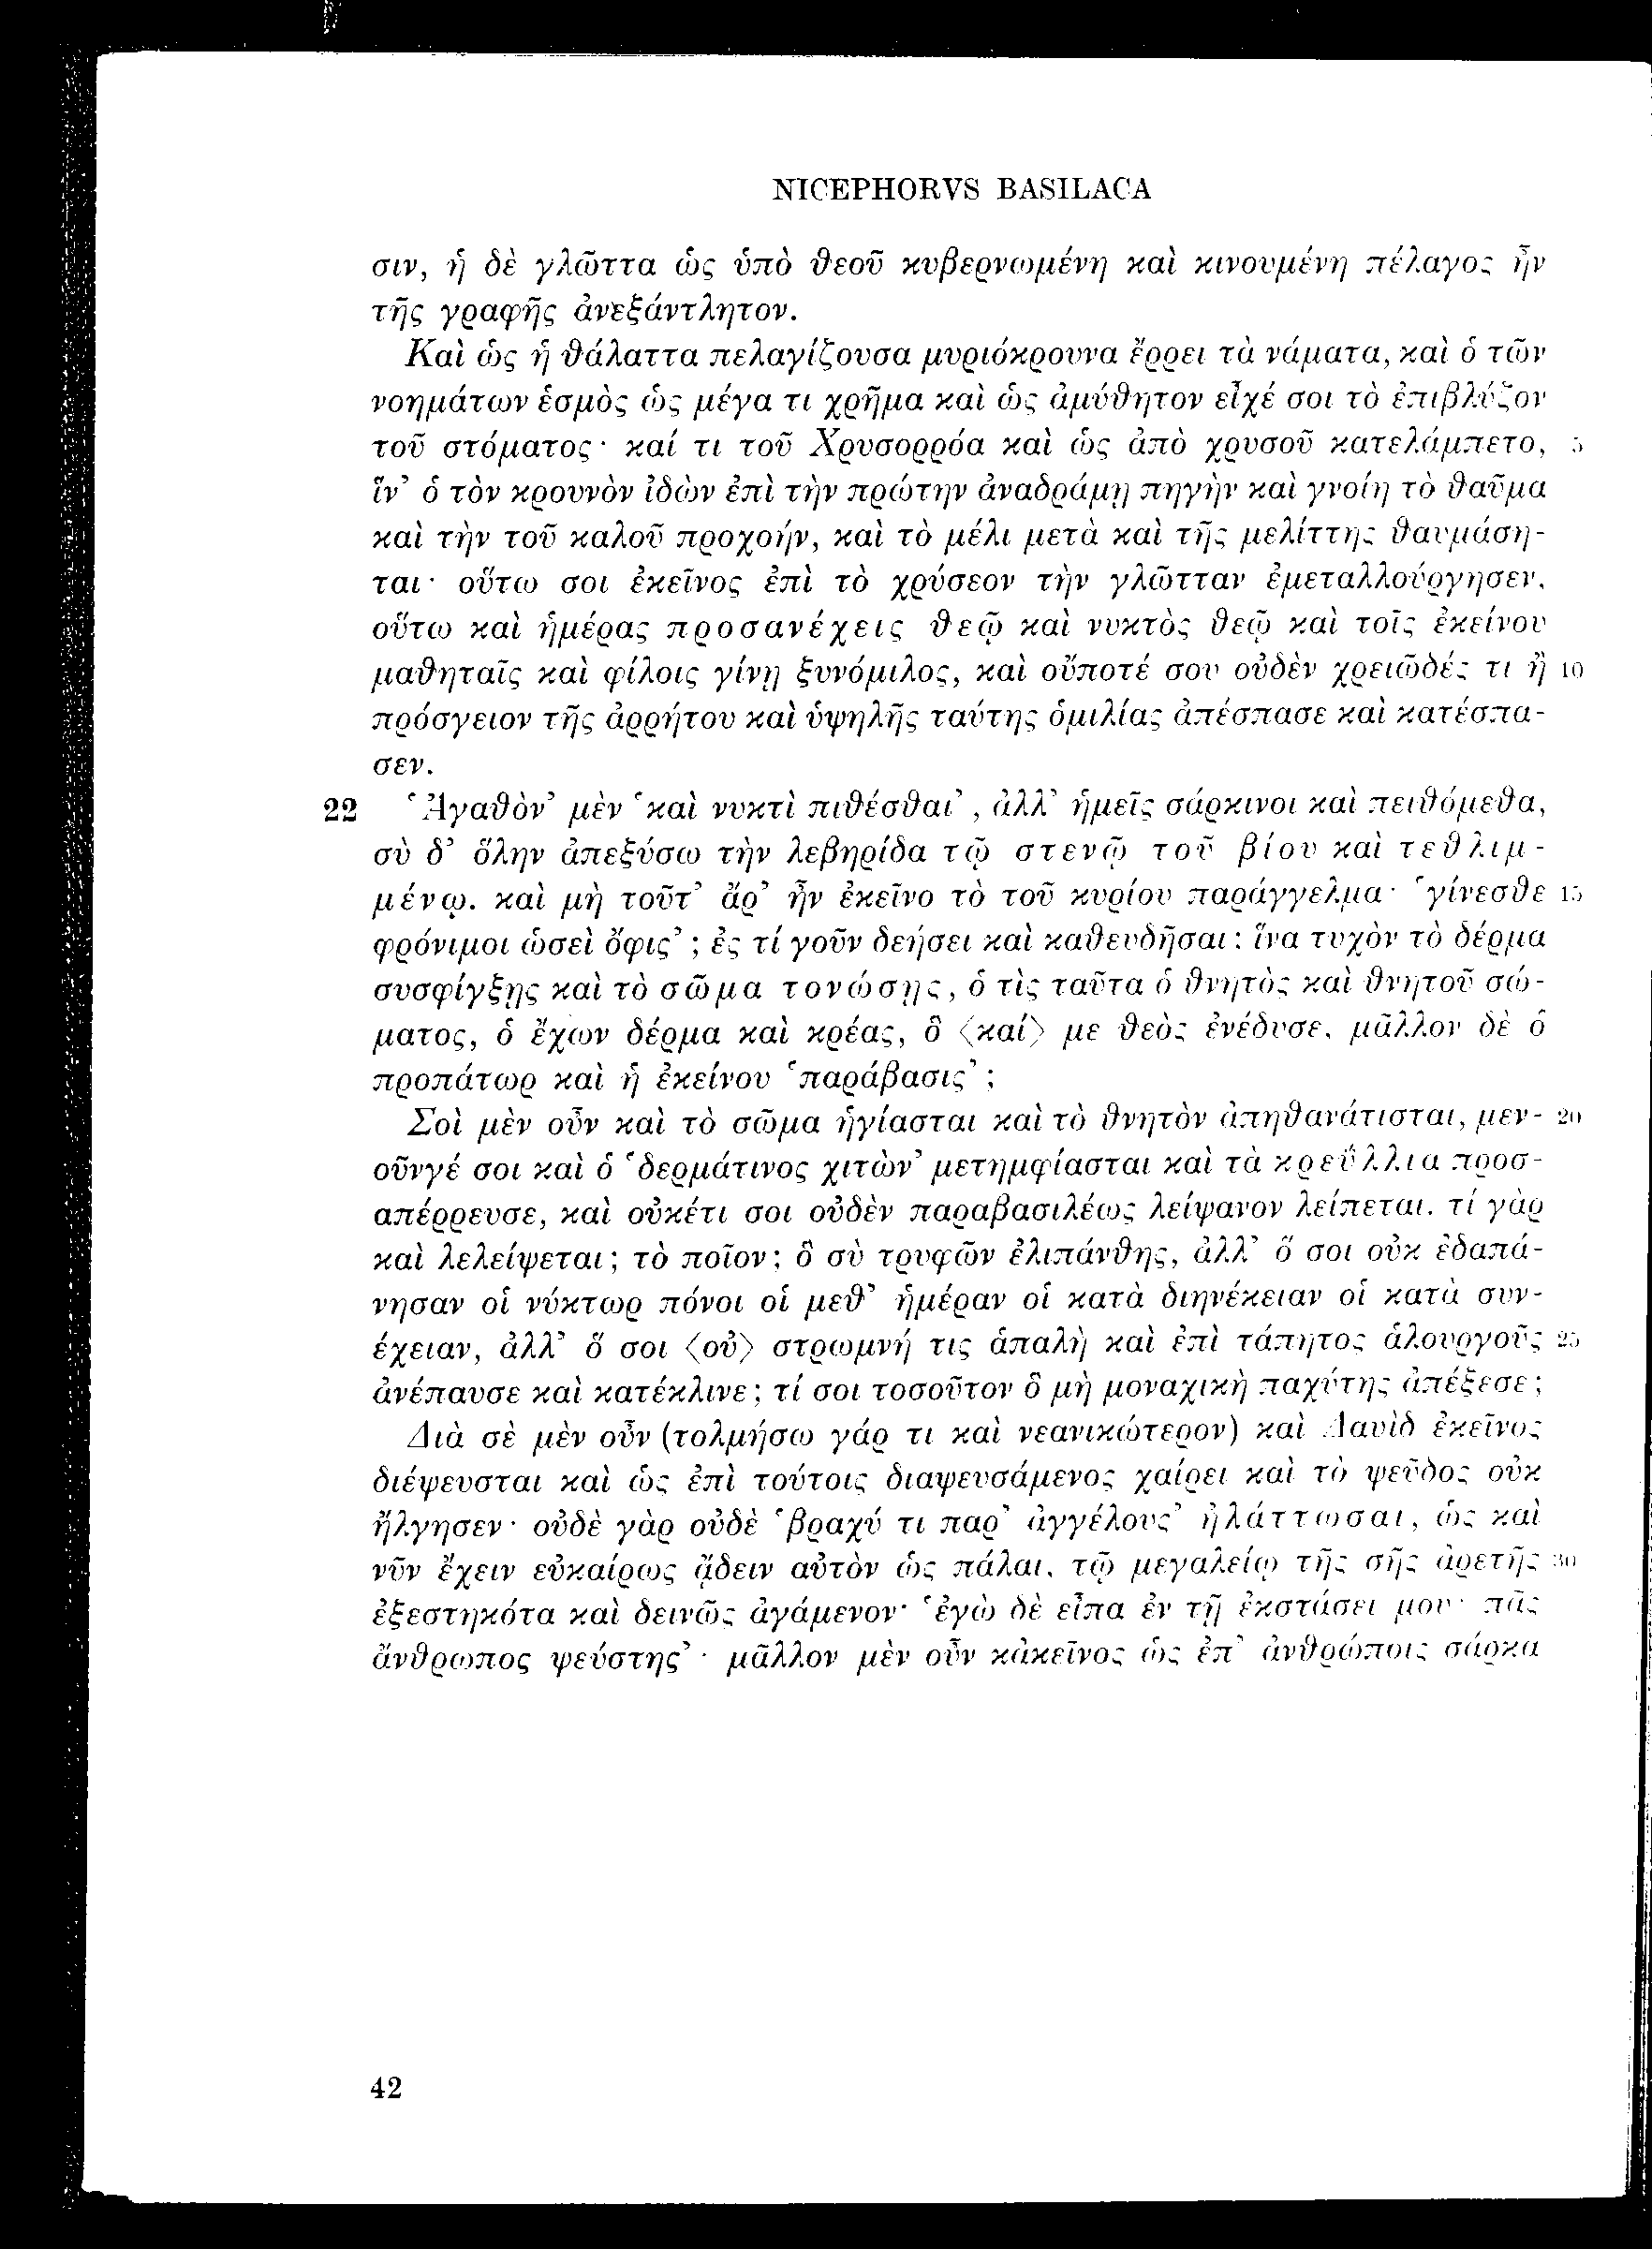 NICEPHORVS BASILACA
σιν, ἡ δὲ γλῶττα ὡς ὑπὸ θεοῦ κυβερνωμένη καὶ κινουμένη πέλαγος ἦν
τῆς γραφῆς ἀνεξάντλητον.
Καὶ ὡς ἡ θάλαττα πελαγίζουσα μυριόκρουνα ἔρρει τὰ νάματα, καὶ ὁ τῶν
νοημάτων ἑσμὸς ὡς μέγα τι χρῆμα καὶ ὡς ἀμύθητον εἶχέ σοι τὸ ἐπιβλύζον
τοῦ στόματος· καί τι τοῦ Χρυσορρόα καὶ ὡς ἀπὸ χρυσοῦ κατελάμπετο, 5
ἵν’ ὁ τὸν κρουνὸν ἰδὼν ἐπὶ τὴν πρώτην ἀναδράμῃ πηγὴν καὶ γνοίη τὸ θαῦμα
καὶ τὴν τοῦ καλοῦ προχοήν, καὶ τὸ μέλι μετὰ καὶ τῆς μελίττης θαυμάση-
ται· οὕτω σοι ἐκεῖνος ἐπὶ τὸ χρύσεον τὴν γλῶτταν ἐμεταλλούργησεν,
οὕτω καὶ ἡμέρας προσανέχεις θεῷ καὶ νυκτὸς θεῷ καὶ τοῖς ἐκείνου
μαθηταῖς καὶ φίλοις γίνῃ ξυνόμιλος, καὶ οὔποτέ σου οὐδὲν χρειῶδές τι ἢ 10
πρόσγειον τῆς ἀρρήτου καὶ ὑψηλῆς ταύτης ὁμιλίας ἀπέσπασε καὶ κατέσπα-
σεν.
22 ‘Ἀγαθὸν’ μὲν ‘καὶ νυκτὶ πιθέσθαι’, ἀλλ’ ἡμεῖς σάρκινοι καὶ πειθόμεθα,
σὺ δ’ ὅλην ἀπεξύσω τὴν λεβηρίδα τῷ στενῷ τοῦ βίου καὶ τεθλιμ-
μένῳ. καὶ μὴ τοῦτ’ ἄρ’ ἦν ἐκεῖνο τὸ τοῦ κυρίου παράγγελμα· ‘γίνεσθε 15
φρόνιμοι ὡσεὶ ὄφις’; ἐς τί γοῦν δεήσει καὶ καθευδῆσαι; ἵνα τυχὸν τὸ δέρμα
συσφίγξῃς καὶ τὸ σῶμα τονώσῃς, ὁ τὶς ταῦτα ὁ θνητὸς καὶ θνητοῦ σώ-
ματος, ὁ ἔχων δέρμα καὶ κρέας, ὃ <καί> με θεὸς ἐνέδυσε, μᾶλλον δὲ ὁ
προπάτωρ καὶ ἡ ἐκείνου ‘παράβασις’;
Σοὶ μὲν οὖν καὶ τὸ σῶμα ἡγίασται καὶ τὸ θνητὸν ἀπηθανάτισται, μεν- 20
οῦνγέ σοι καὶ ὁ ‘δερμάτινος χιτὼν’ μετημφίασται καὶ τὰ κρεΰλλια προσ-
απέρρευσε, καὶ οὐκέτι σοι οὐδὲν παραβασιλέως λείψανον λείπεται. τί γὰρ
καὶ λελείψεται; τὸ ποῖον; ὃ σὺ τρυφῶν ἐλιπάνθης, ἀλλ’ ὅ σοι οὐκ ἐδαπά-
νησαν οἱ νύκτωρ πόνοι οἱ μεθ’ ἡμέραν οἱ κατὰ διηνέκειαν οἱ κατὰ συν-
έχειαν, ἀλλ’ ὅ σοι <οὐ> στρωμνή τις ἁπαλὴ καὶ ἐπὶ τάπητος ἁλουργοῦς 25
ἀνέπαυσε καὶ κατέκλινε; τί σοι τοσοῦτον ὃ μὴ μοναχικὴ παχύτης ἀπέξεσε;
Διὰ σὲ μὲν οὖν (τολμήσω γάρ τι καὶ νεανικώτερον) καὶ Δαυὶδ ἐκεῖνος
διέψευσται καὶ ὡς ἐπὶ τούτοις διαψευσάμενος χαίρει καὶ τὸ ψεῦδος οὐκ
ἤλγησεν· οὐδὲ γὰρ οὐδὲ ‘βραχύ τι παρ’ ἀγγέλους’ ἠλάττωσαι, ὡς καὶ
νῦν ἔχειν εὐκαίρως ᾄδειν αὐτὸν ὡς πάλαι, τῷ μεγαλείῳ τῆς σῆς ἀρετῆς 30
ἐξεστηκότα καὶ δεινῶς ἀγάμενον· ‘ἐγὼ δὲ εἶπα ἐν τῇ ἐκστάσει μου· πᾶς
ἄνθρωπος ψεύστης’· μᾶλλον μὲν οὖν κἀκεῖνος ὡς ἐπ’ ἀνθρώποις σάρκα
42